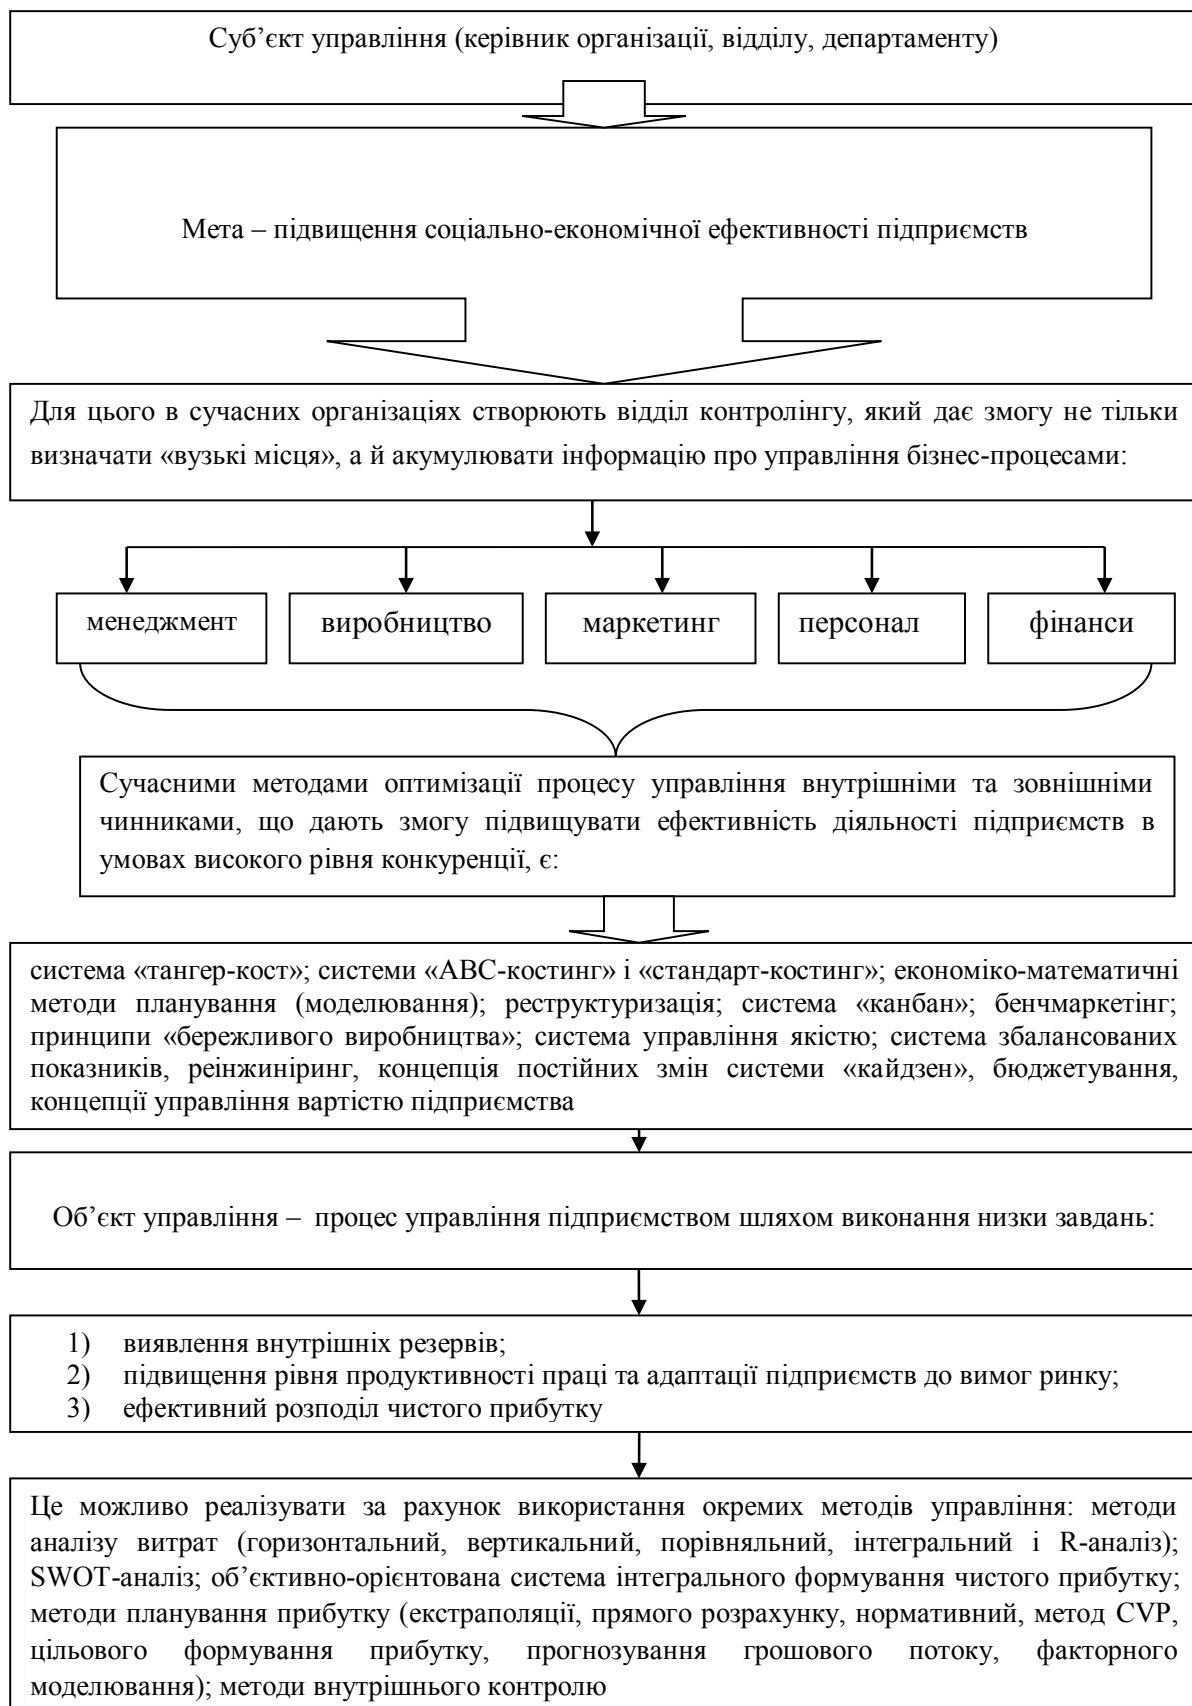 Суб’єкт управління (керівник організації, відділу, департаменту)
Мета – підвищення соціально-економічної ефективності підприємств
Для цього в сучасних організаціях створюють відділ контролінгу, який дає змогу не тільки
визначати «вузькі місця», а й акумулювати інформацію про управління бізнес-процесами:
менеджмент виробництво маркетинг персонал фінанси
Сучасними методами оптимізації процесу управління внутрішніми та зовнішніми
чинниками, що дають змогу підвищувати ефективність діяльності підприємств в
умовах високого рівня конкуренції, є:
система «тангер-кост»; системи «АВС-костинг» і «стандарт-костинг»; економіко-математичні
методи планування (моделювання); реструктуризація; система «канбан»; бенчмаркетінг;
принципи «бережливого виробництва»; система управління якістю; система збалансованих
показників, реінжиніринг, концепція постійних змін системи «кайдзен», бюджетування,
концепції управління вартістю підприємства
Об’єкт управління – процес управління підприємством шляхом виконання низки завдань:
1) виявлення внутрішніх резервів;
2) підвищення рівня продуктивності праці та адаптації підприємств до вимог ринку;
3) ефективний розподіл чистого прибутку
Це можливо реалізувати за рахунок використання окремих методів управління: методи
аналізу витрат (горизонтальний, вертикальний, порівняльний, інтегральний і R-аналіз);
SWOT-аналіз; об’єктивно-орієнтована система інтегрального формування чистого прибутку;
методи планування прибутку (екстраполяції, прямого розрахунку, нормативний, метод CVP,
цільового формування прибутку, прогнозування грошового потоку, факторного
моделювання); методи внутрішнього контролю